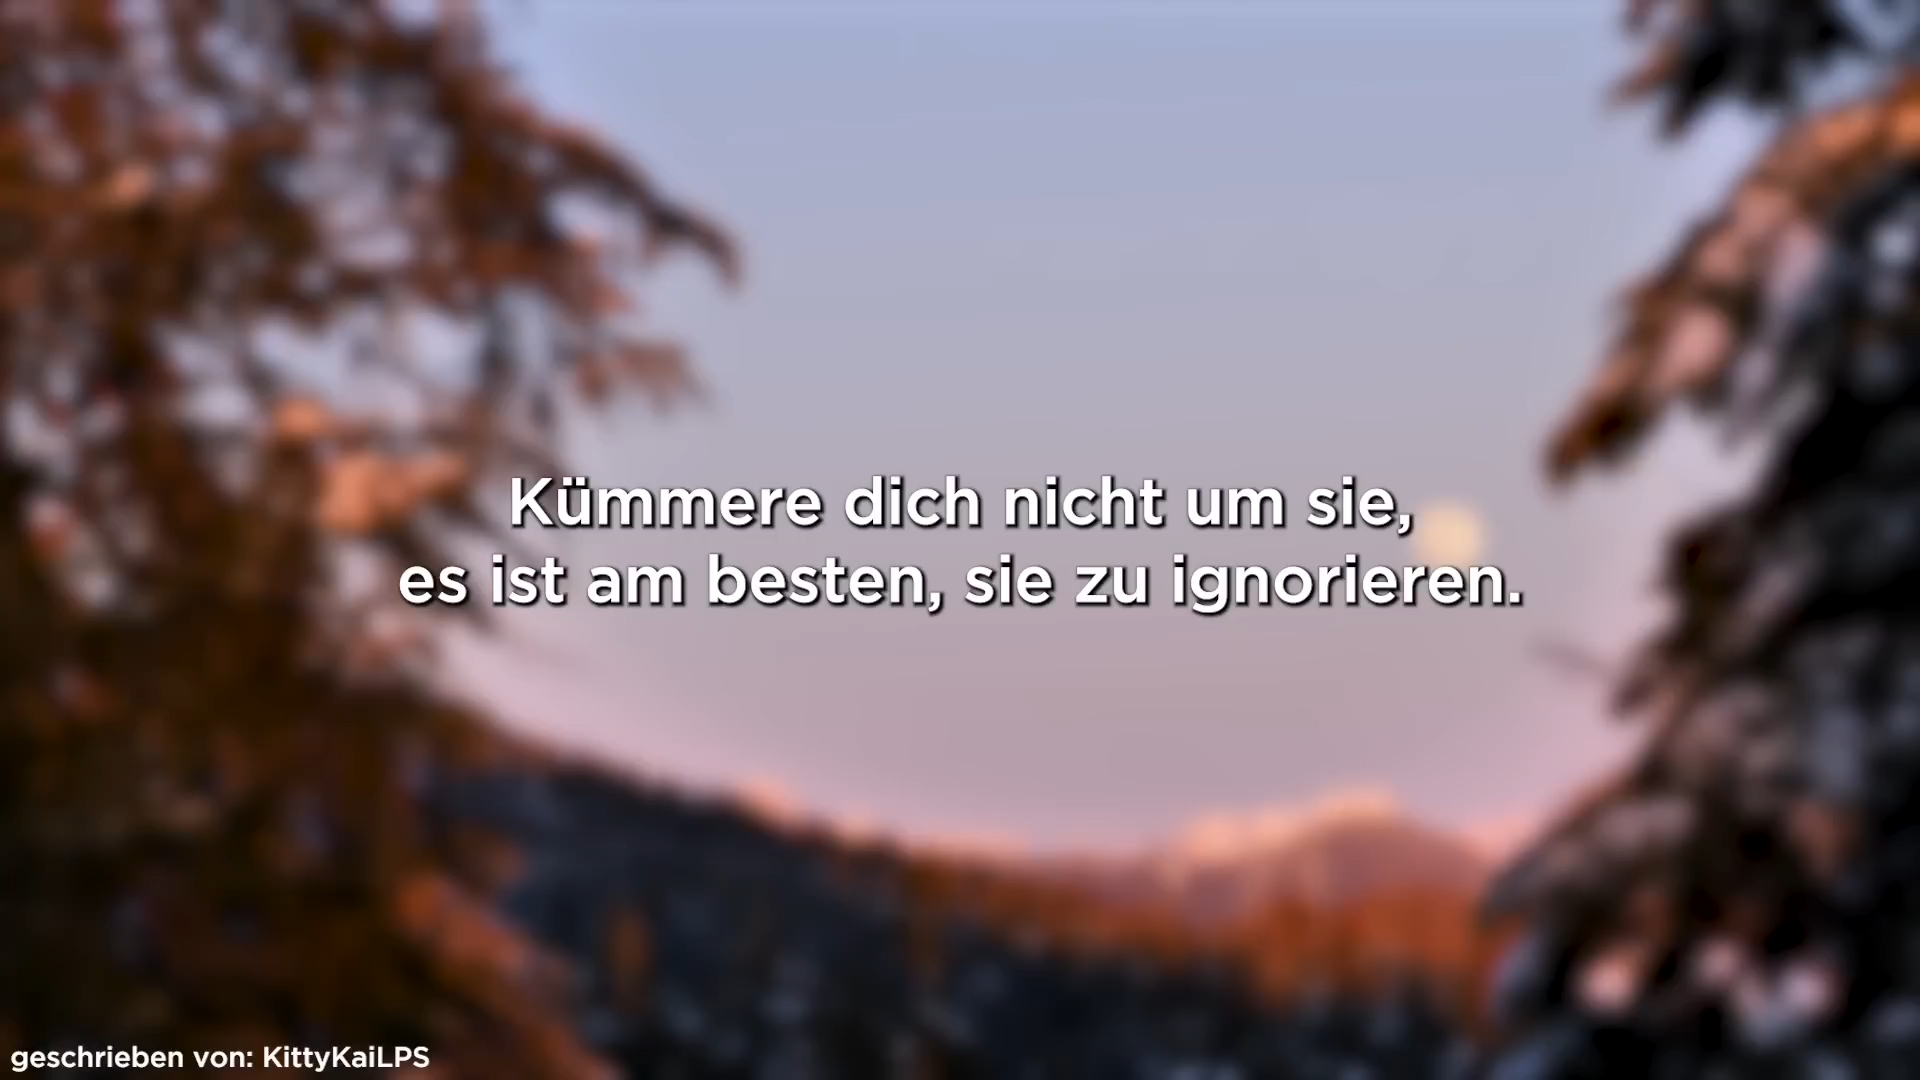 Kümmere dich nicht um sie,
es ist am besten, sie zu ignorieren.
geschrieben von: KittyKaiLPS